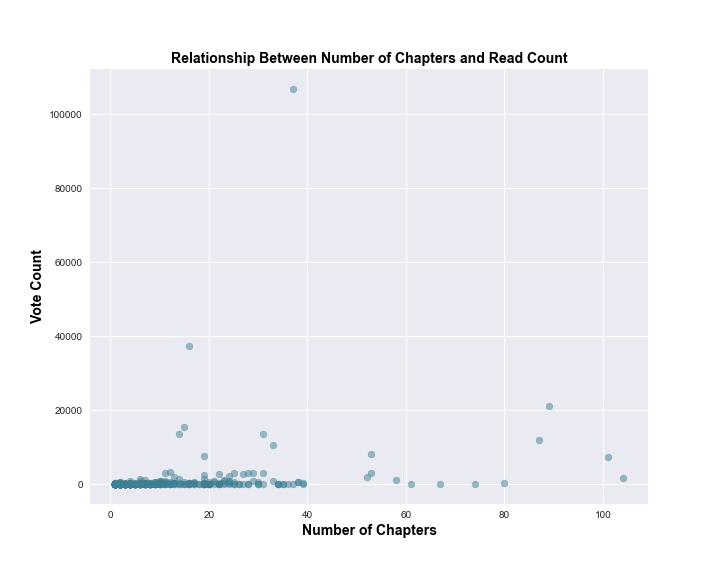 Relationship Between Number of Chapters and Read Count
100000
80000
60000
40000
20000
0
Vote Count
0 20 40 60 80 100
Number of Chapters